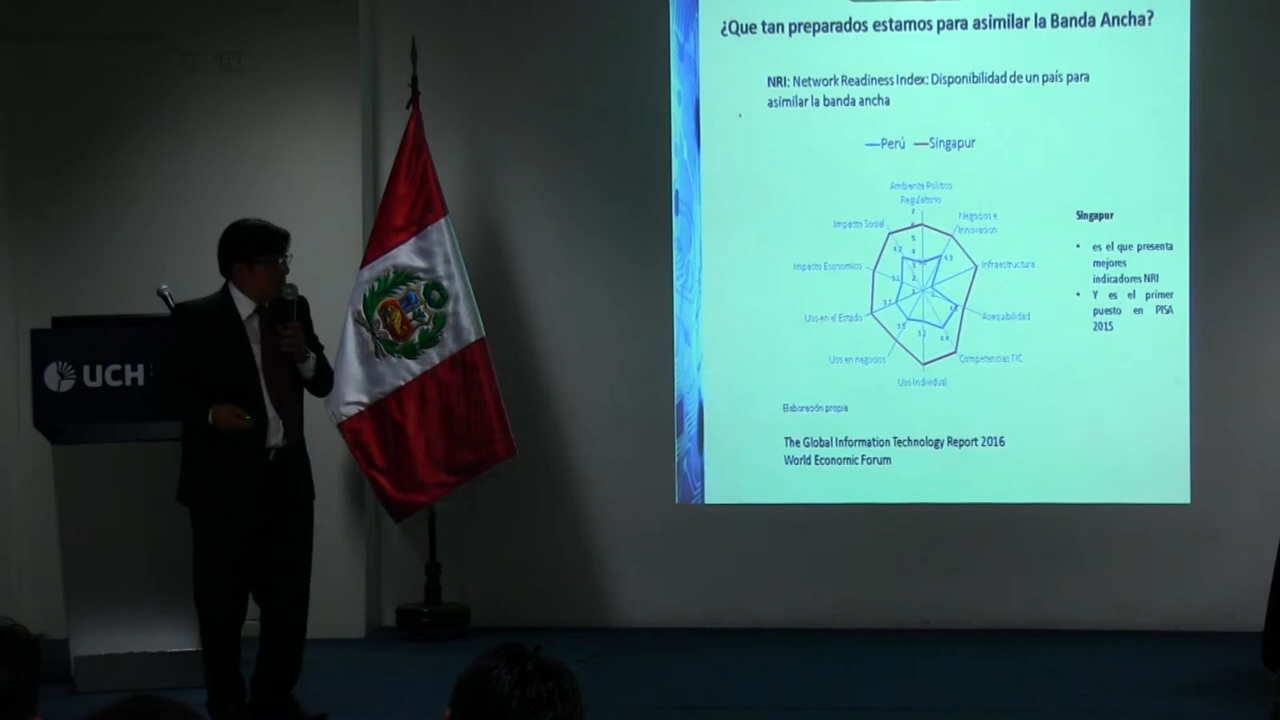 ¿Que tan preparados estamos para asimilar la Banda Ancha?
NRI: Network Readiness Index: Disponibilidad de un país para
asimilar la banda ancha
Perú Singapur
Ambiente Politico
Regulatorio
Negocios e
Innovacion
Impacto Social
Impacto Economico
Infraestructura
Uso en el Estado
Asequibilidad
Uso en negocios
Competencias TIC
Uso Individual
Singapur
• es el que presenta
mejores
indicadores NRI
• Y es el primer
puesto en PISA
2015
Elaboración propia
The Global Information Technology Report 2016
World Economic Forum
UCH